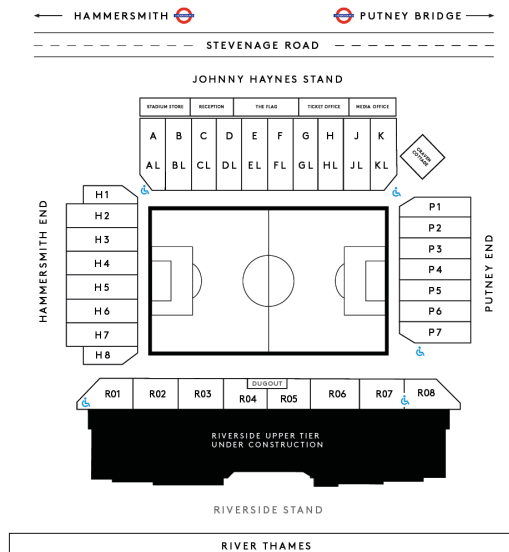 HAMMERSMITH
PUTNEY BRIDGE
STEVENAGE ROAD
JOHNNY HAYNES STAND
STADIUM STORE RECEPTION THE FLAG TICKET OFFICE MEDIA OFFICE
A B C D E F G H J K
AL BL CL DL EL FL GL HL JL KL
CRAVEN
COTTAGE
HAMMERSMITH END
H1
H2
H3
H4
H5
H6
H7
H8
P1
P2
P3
P4
P5
P6
P7
PUTNEY END
DUGOUT
R01 R02 R03 R04 R05 R06 R07 R08
RIVERSIDE UPPER TIER
UNDER CONSTRUCTION
RIVERSIDE STAND
RIVER THAMES